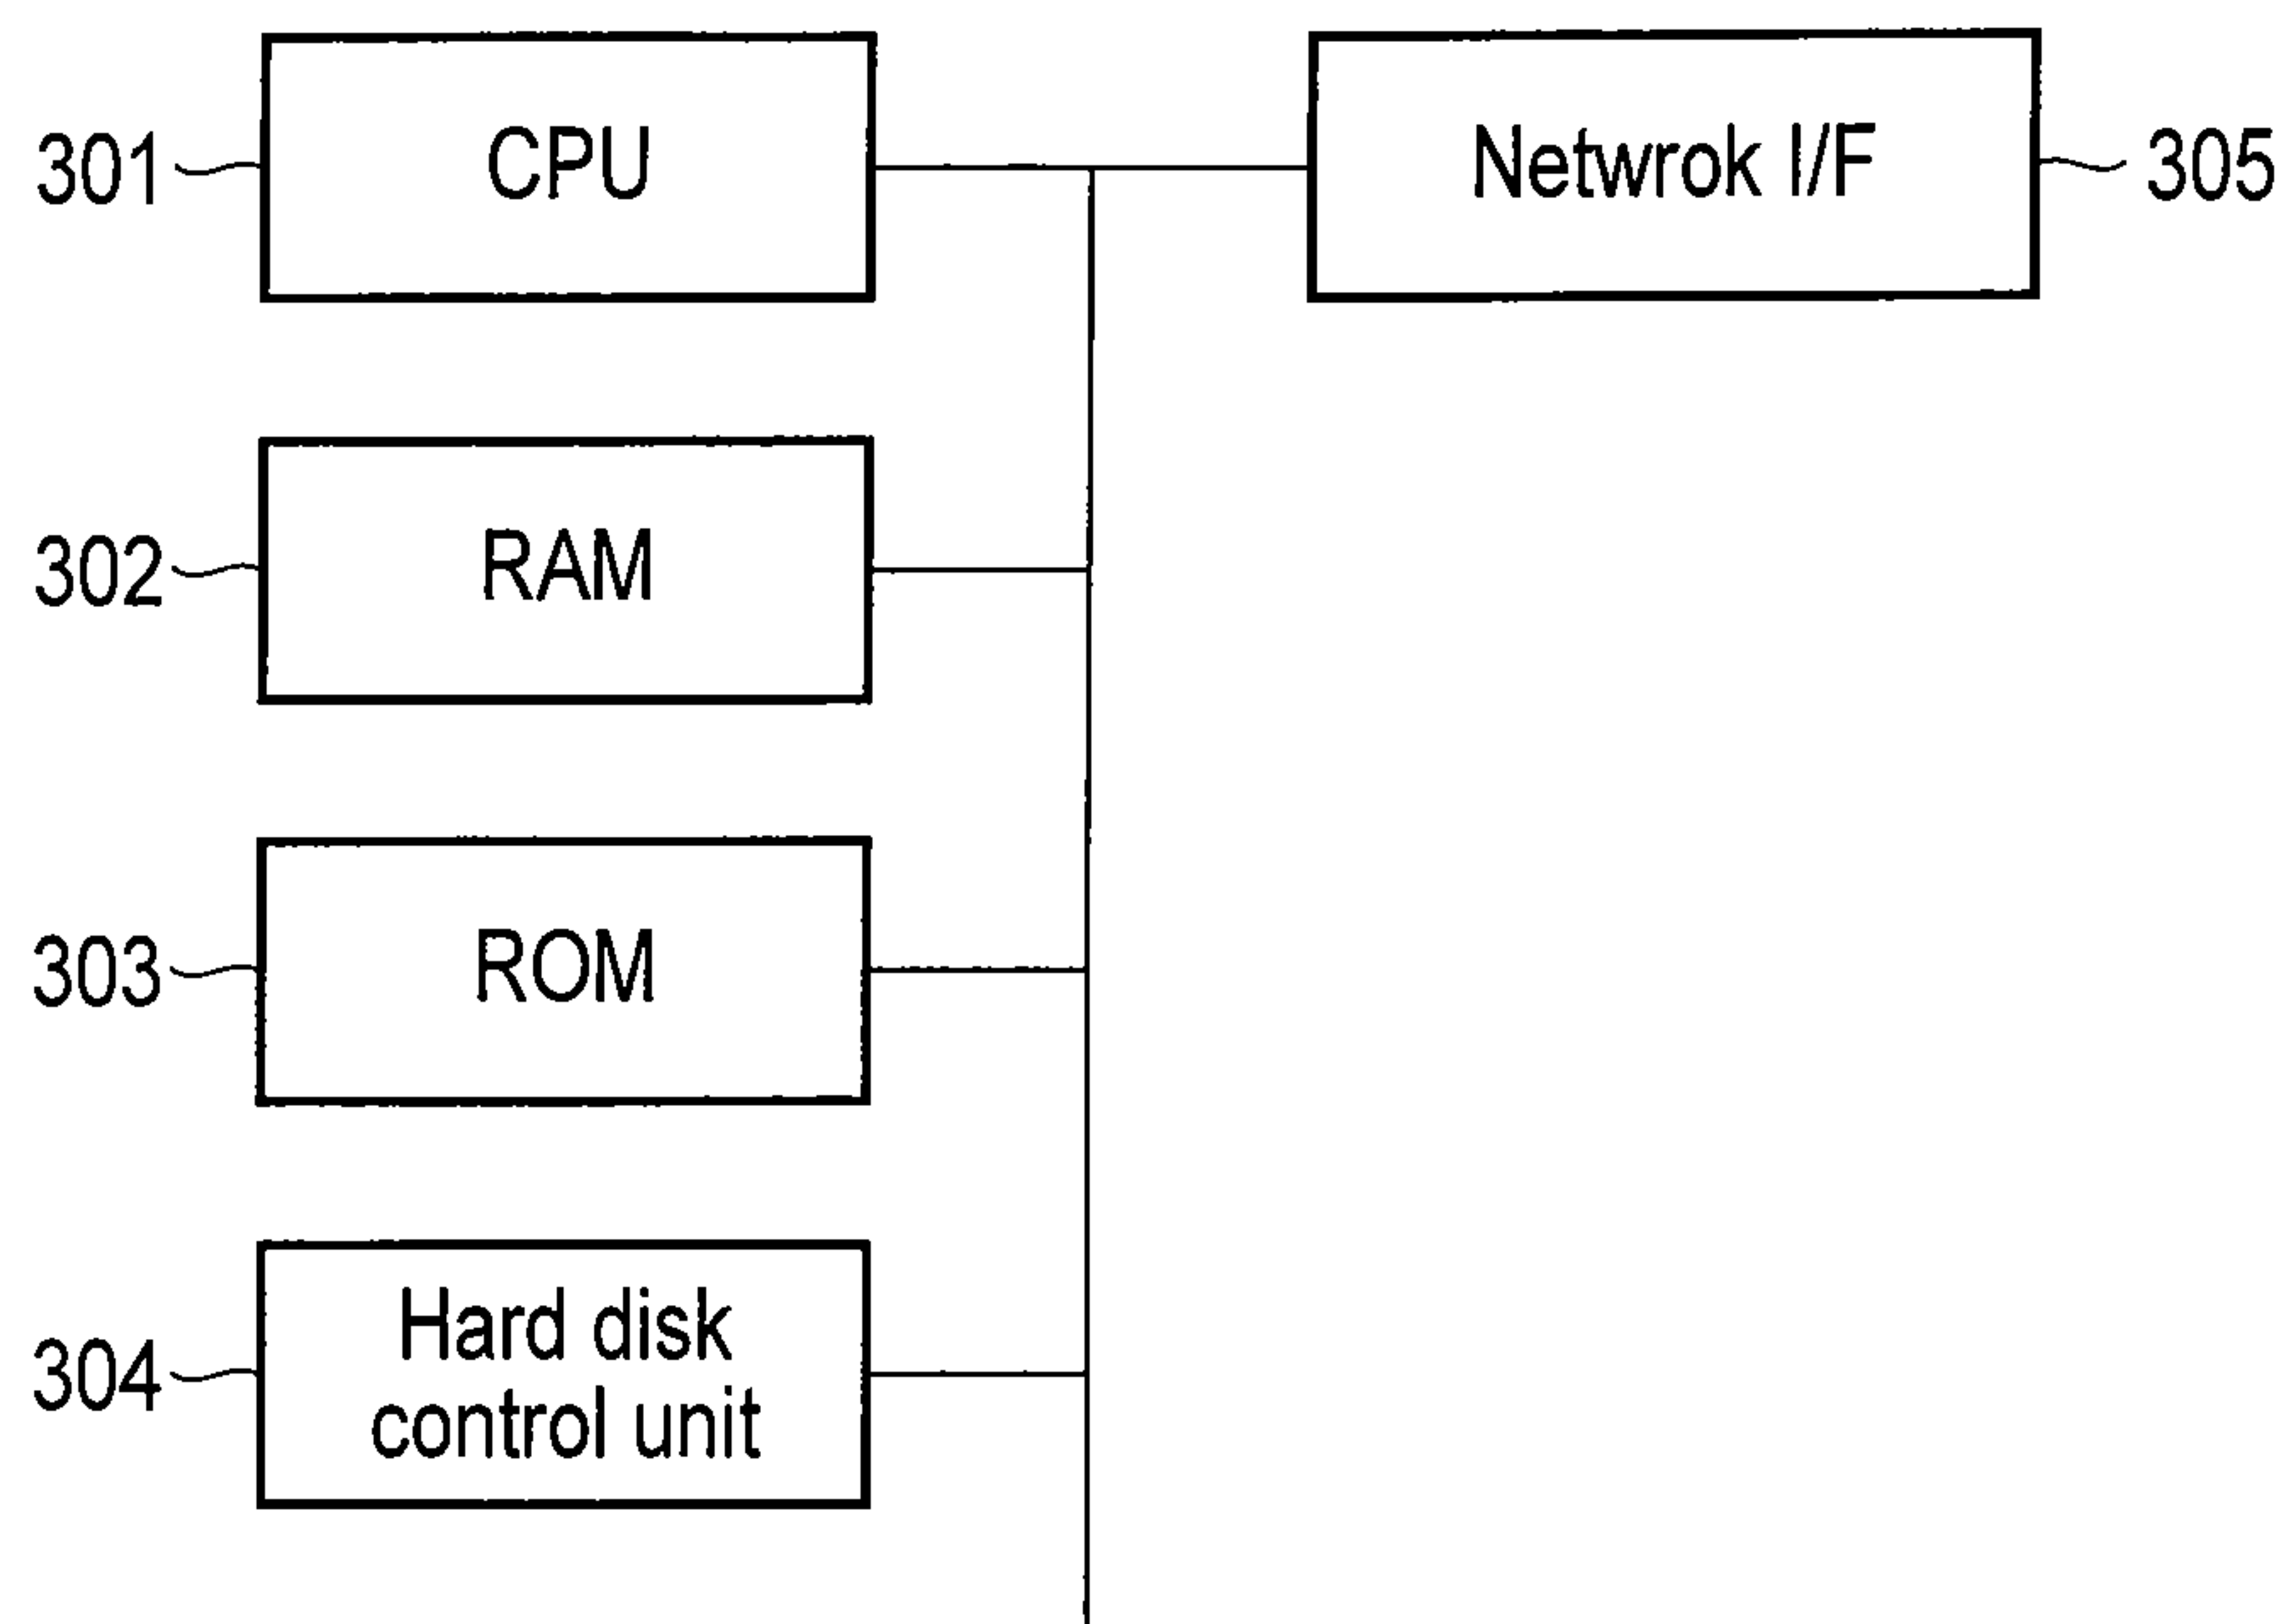 301
CPU
Netwrok I/F
305
302
RAM
303
ROM
304
Hard disk
control unit